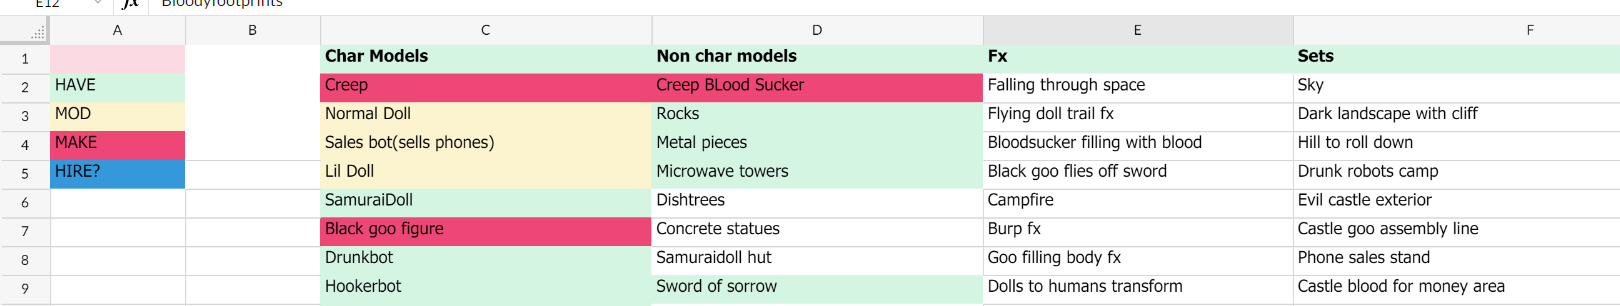 E12 fx Bloodyfootprints
A B C D E F
1 Char Models Non char models Fx Sets
2 HAVE Creep Creep BLood Sucker Falling through space Sky
3 MOD Normal Doll Rocks Flying doll trail fx Dark landscape with cliff
4 MAKE Sales bot(sells phones) Metal pieces Bloodsucker filling with blood Hill to roll down
5 HIRE? Lil Doll Microwave towers Black goo flies off sword Drunk robots camp
6 SamuraiDoll Dishtrees Campfire Evil castle exterior
7 Black goo figure Concrete statues Burp fx Castle goo assembly line
8 Drunkbot Samuraidoll hut Goo filling body fx Phone sales stand
9 Hookerbot Sword of sorrow Dolls to humans transform Castle blood for money area